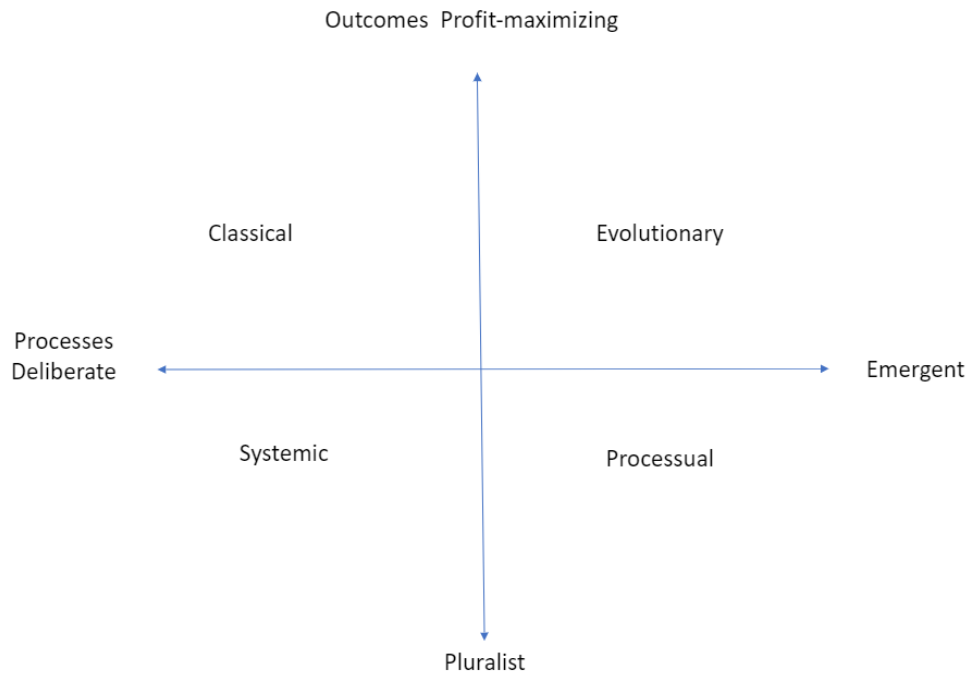 Outcomes Profit-maximizing
Classical
Evolutionary
Processes
Deliberate
Emergent
Systemic
Processual
Pluralist